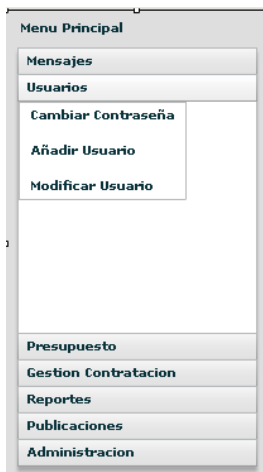 Menu Principal
Mensajes
Usuarios
Cambiar Contraseña
Añadir Usuario
Modificar Usuario
Presupuesto
Gestion Contratacion
Reportes
Publicaciones
Administracion